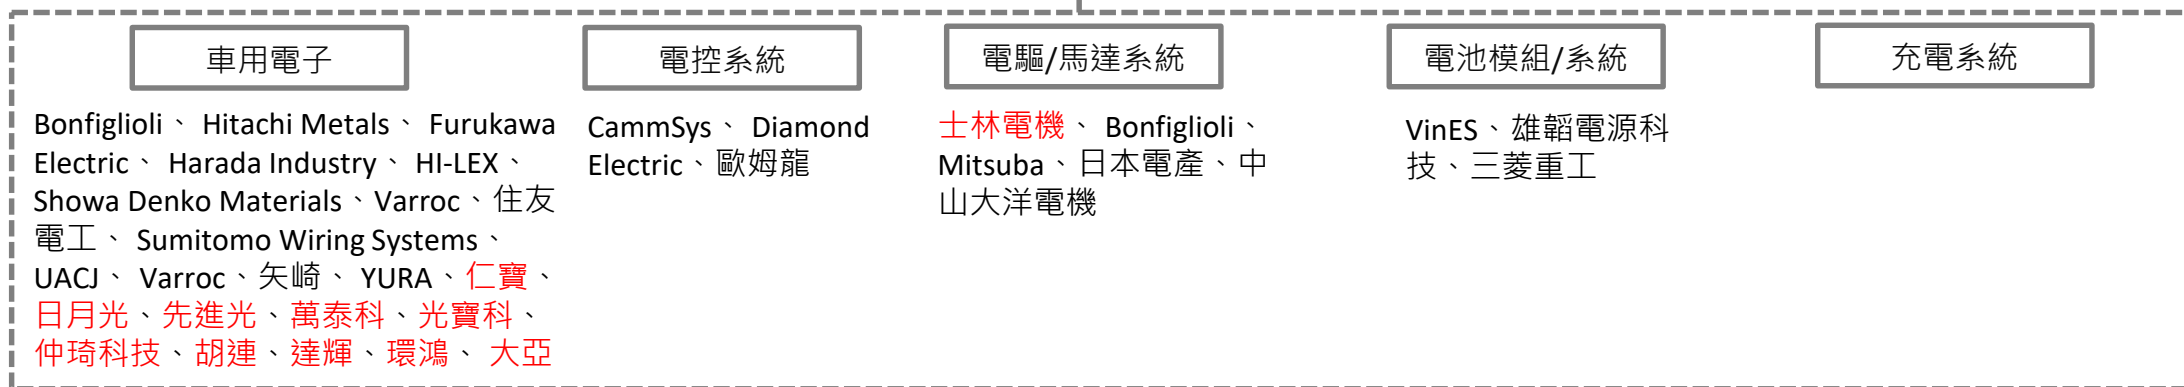 車用電子
Bonfiglioli、 Hitachi Metals、 Furukawa
Electric、 Harada Industry、 HI-LEX、
Showa Denko Materials、Varroc、住友
電工、 Sumitomo Wiring Systems、
UACJ、 Varroc、矢崎、 YURA、仁寶、
日月光、先進光、萬泰科、光寶科、
仲琦科技、胡連、達輝、環鴻、 大亞
電控系統
CammSys、 Diamond
Electric、歐姆龍
電驅/馬達系統
士林電機、 Bonfiglioli、
Mitsuba、日本電產、中
山大洋電機
電池模組/系統
VinES、雄韜電源科
技、三菱重工
充電系統